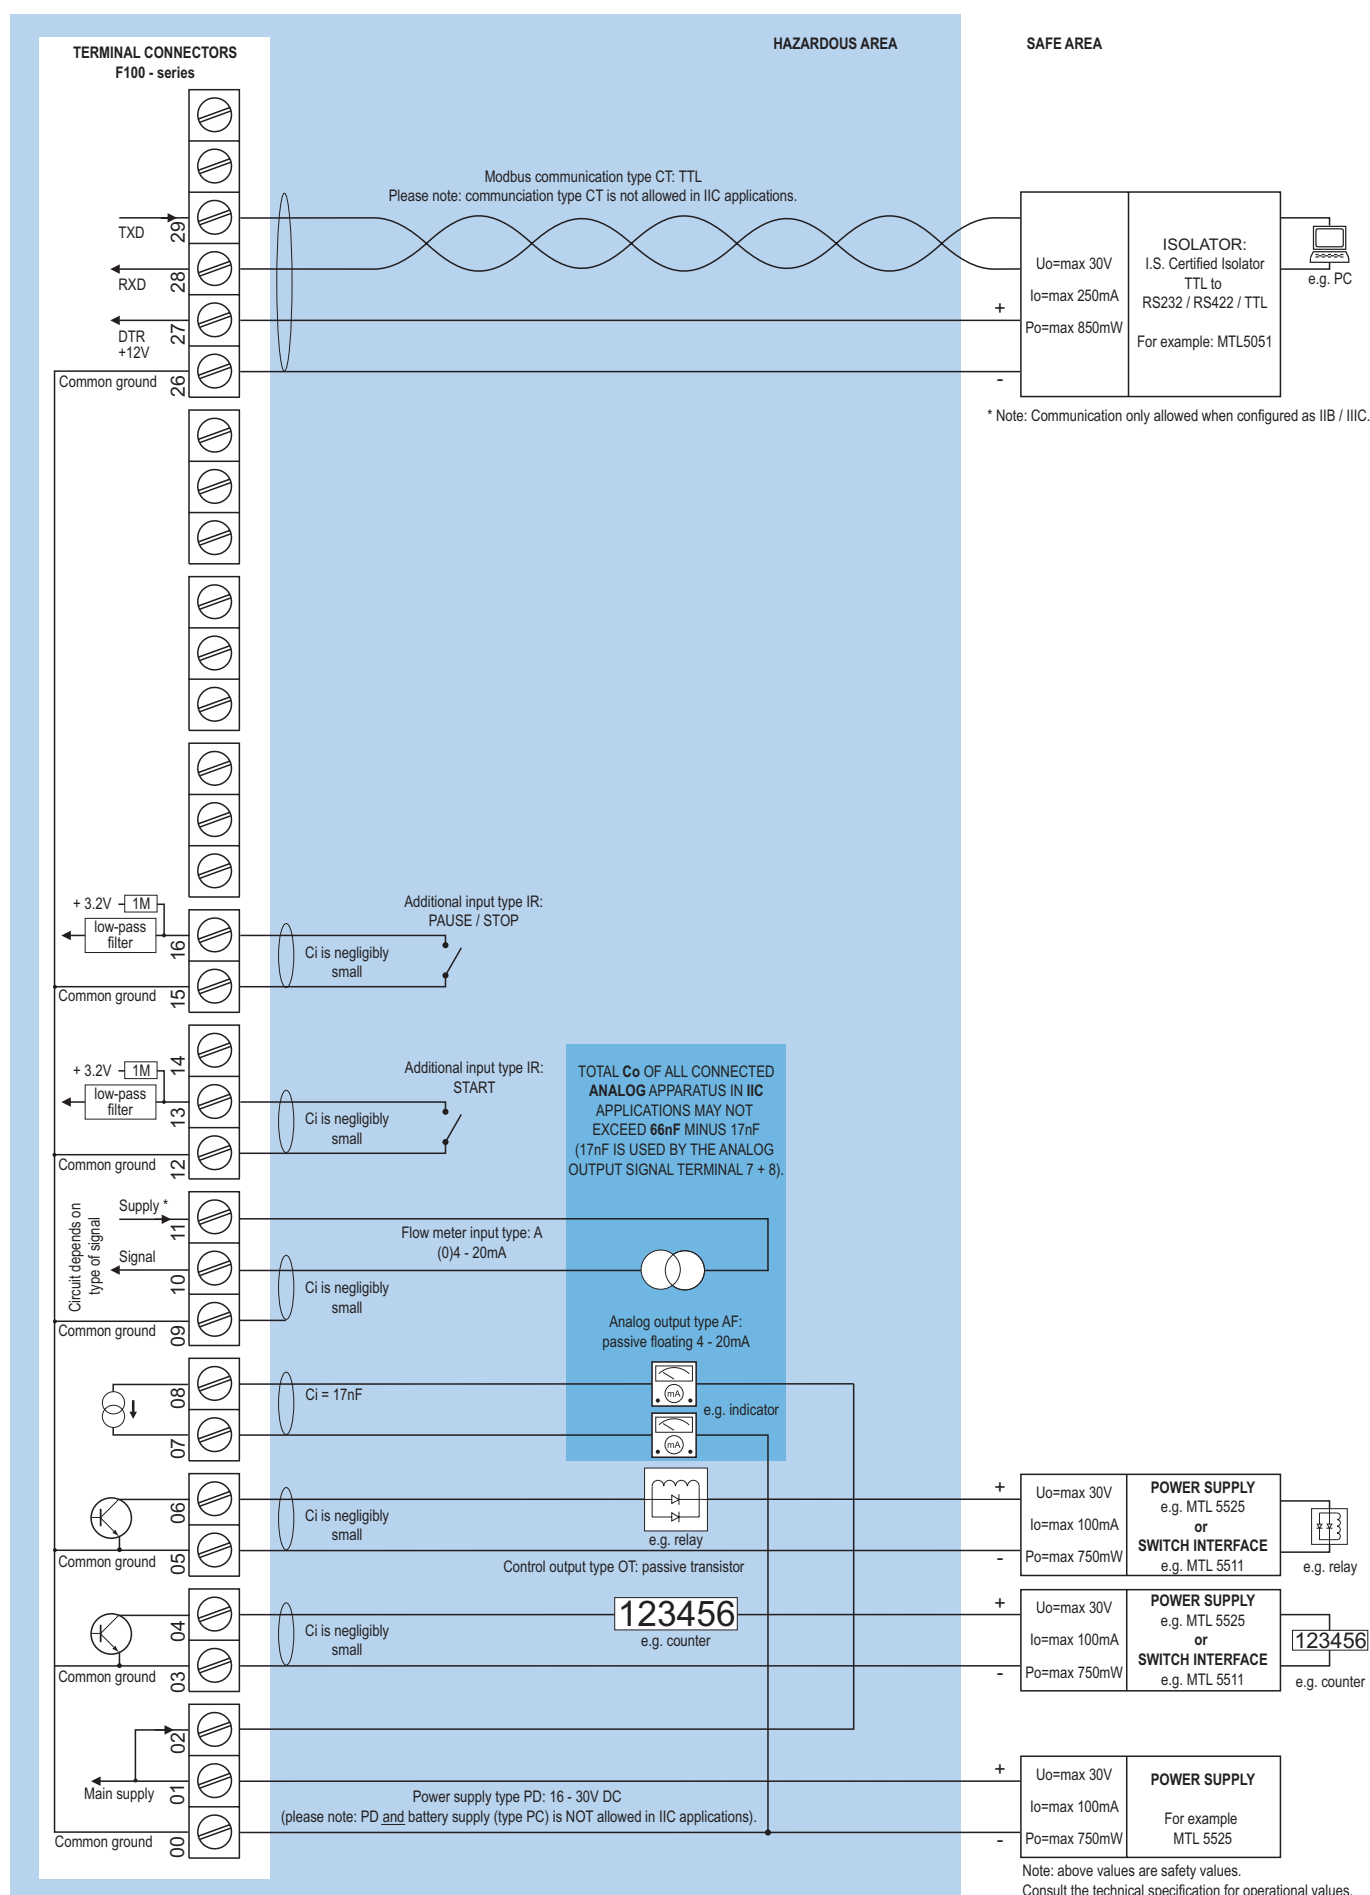 TERMINAL CONNECTORS
F100 - series
HAZARDOUS AREA
SAFE AREA
Modbus communication type CT: TTL
Please note: communciation type CT is not allowed in IIC applications.
TXD
29
RXD
28
DTR
+12V
27
Common ground
26
+
-
Uo=max 30V
Io=max 250mA
Po=max 850mW
ISOLATOR:
I.S. Certified Isolator
TTL to
RS232 / RS422 / TTL
For example: MTL5051
e.g. PC
* Note: Communication only allowed when configured as IIB / IIIC.
+ 3.2V
1M
low-pass
filter
16
Common ground
15
Ci is negligibly
small
Additional input type IR:
PAUSE / STOP
14
+ 3.2V
1M
low-pass
filter
13
Common ground
12
Ci is negligibly
small
Additional input type IR:
START
TOTAL Co OF ALL CONNECTED
ANALOG APPARATUS IN IIC
APPLICATIONS MAY NOT
EXCEED 66nF MINUS 17nF
(17nF IS USED BY THE ANALOG
OUTPUT SIGNAL TERMINAL 7 + 8).
Circuit depends on
type of signal
Supply *
11
Signal
10
Common ground
09
Flow meter input type: A
(0)4 - 20mA
Ci is negligibly
small
Analog output type AF:
passive floating 4 - 20mA
08
07
Ci = 17nF
mA
e.g. indicator
mA
06
Common ground
05
Ci is negligibly
small
e.g. relay
Control output type OT: passive transistor
+
-
Uo=max 30V
Io=max 100mA
Po=max 750mW
POWER SUPPLY
e.g. MTL 5525
or
SWITCH INTERFACE
e.g. MTL 5511
e.g. relay
04
Common ground
03
Ci is negligibly
small
123456
e.g. counter
+
-
Uo=max 30V
Io=max 100mA
Po=max 750mW
POWER SUPPLY
e.g. MTL 5525
or
SWITCH INTERFACE
e.g. MTL 5511
123456
e.g. counter
02
Main supply
01
Common ground
00
Power supply type PD: 16 - 30V DC
(please note: PD and battery supply (type PC) is NOT allowed in IIC applications).
+
-
Uo=max 30V
Io=max 100mA
Po=max 750mW
POWER SUPPLY
For example
MTL 5525
Note: above values are safety values.
Consult the technical specification for operational values.